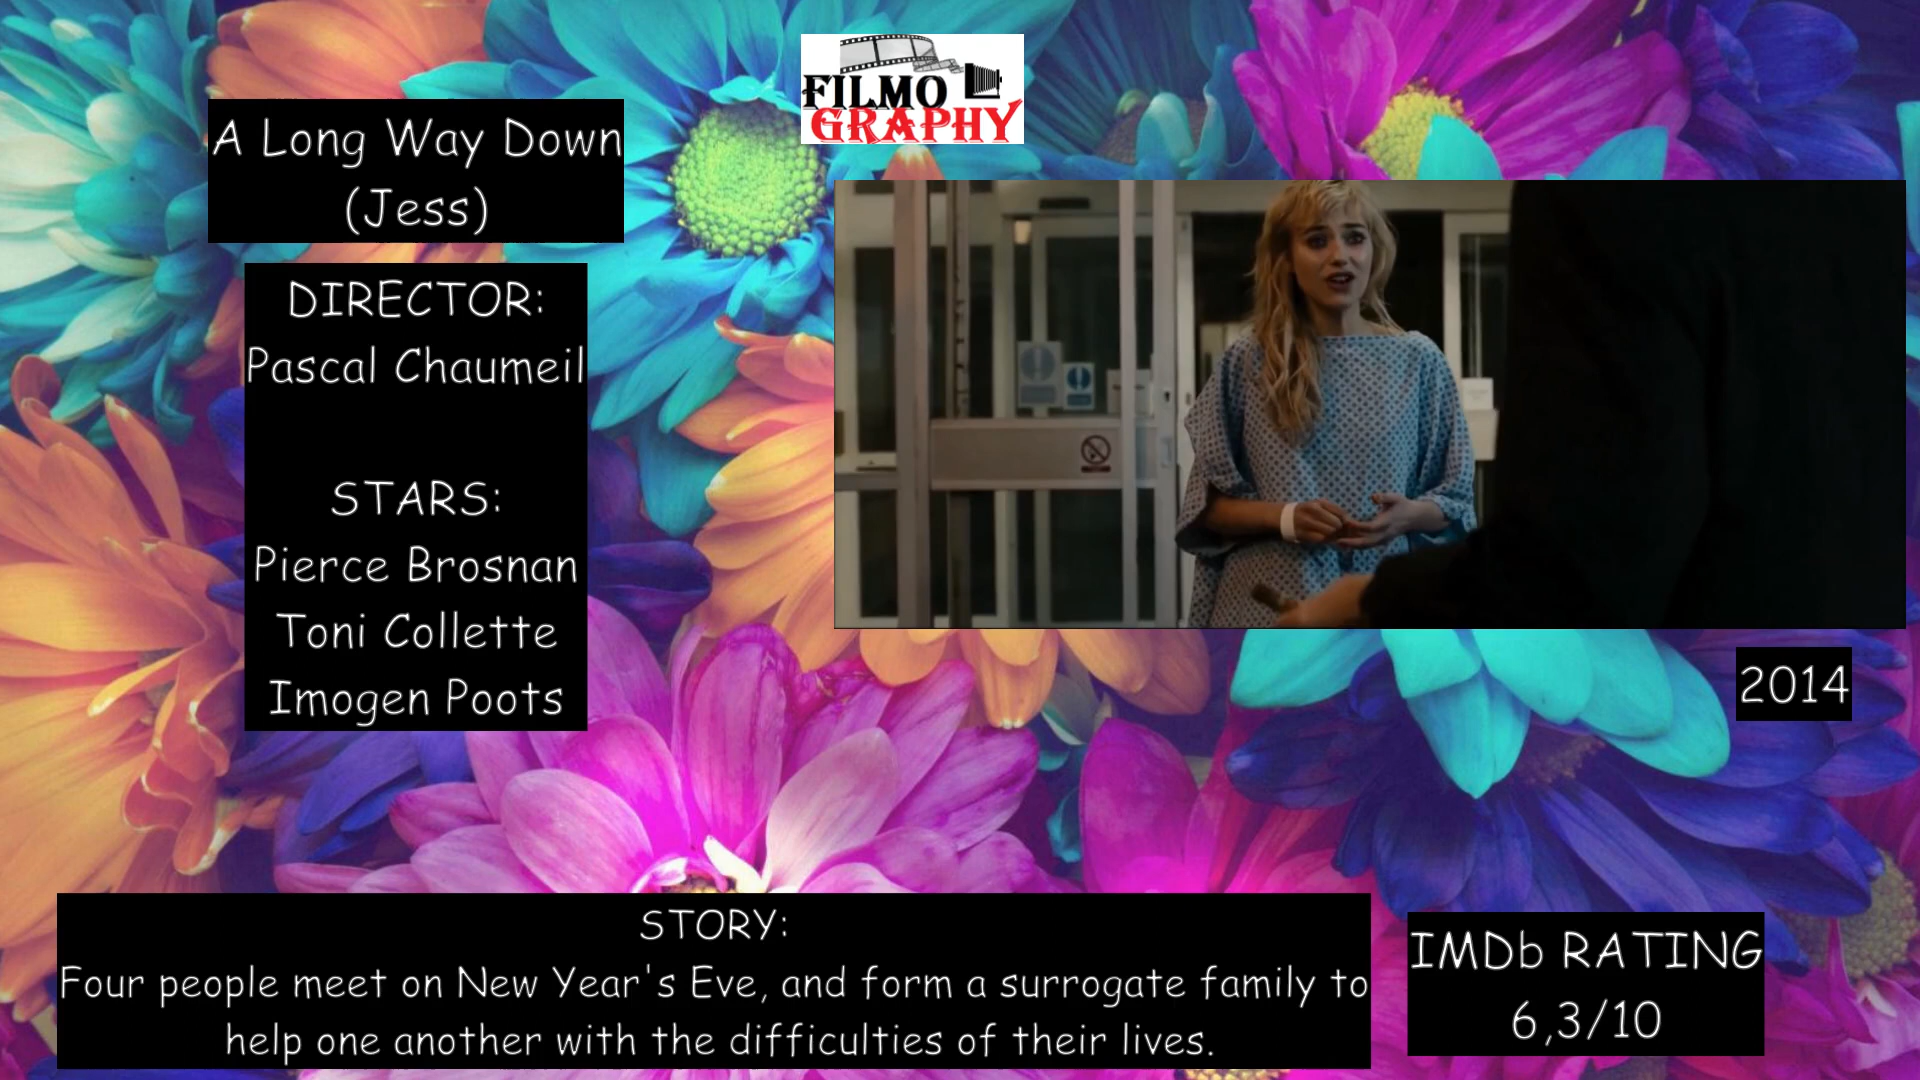 FILMO
GRAPHY
A Long Way Down
(Jess)
DIRECTOR:
Pascal Chaumeil
STARS:
Pierce Brosnan
Toni Collette
Imogen Poots
2014
STORY:
Four people meet on New Year's Eve, and form a surrogate family to
help one another with the difficulties of their lives.
IMDb RATING
6,3/10